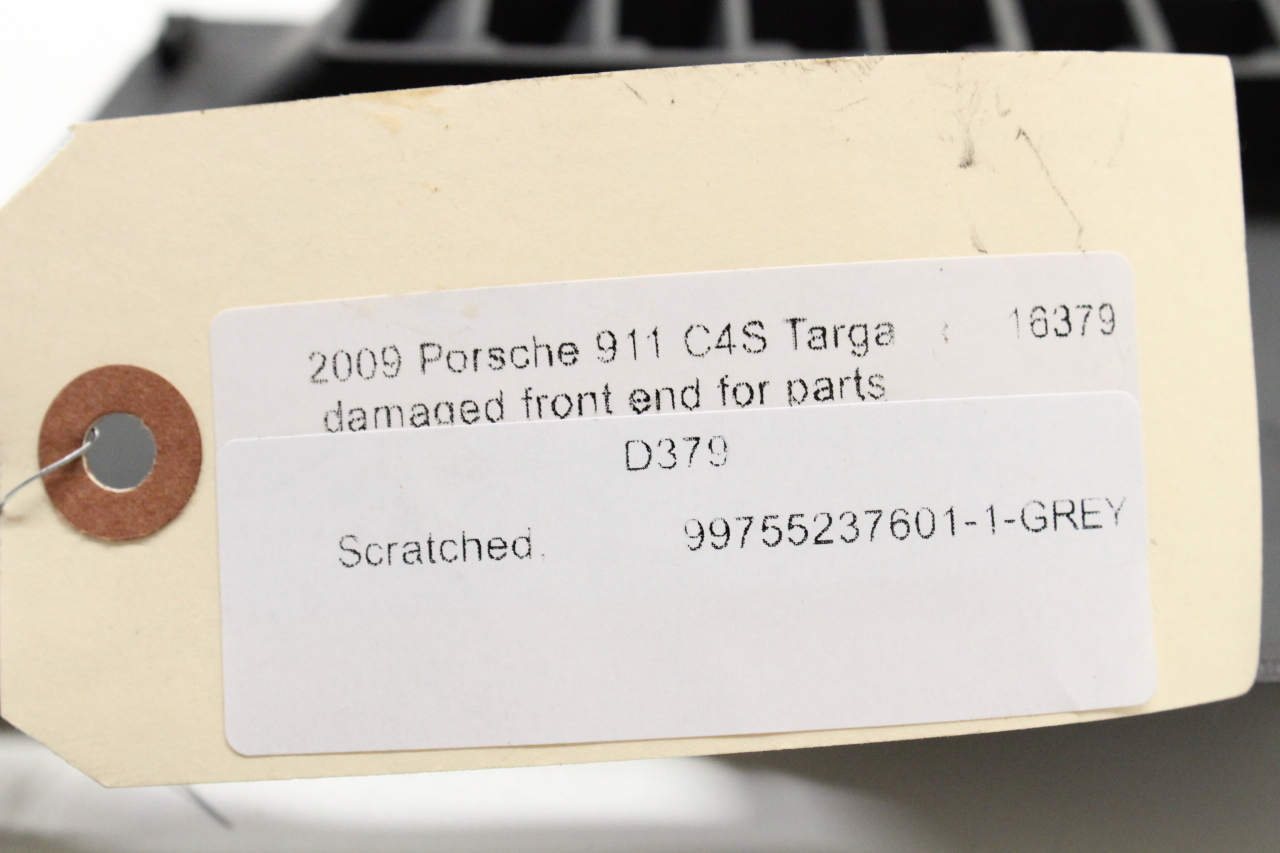 2009 Porsche 911 C4S Targa 16379
damaged front end for parts
D379
Scratched. 99755237601-1-GREY